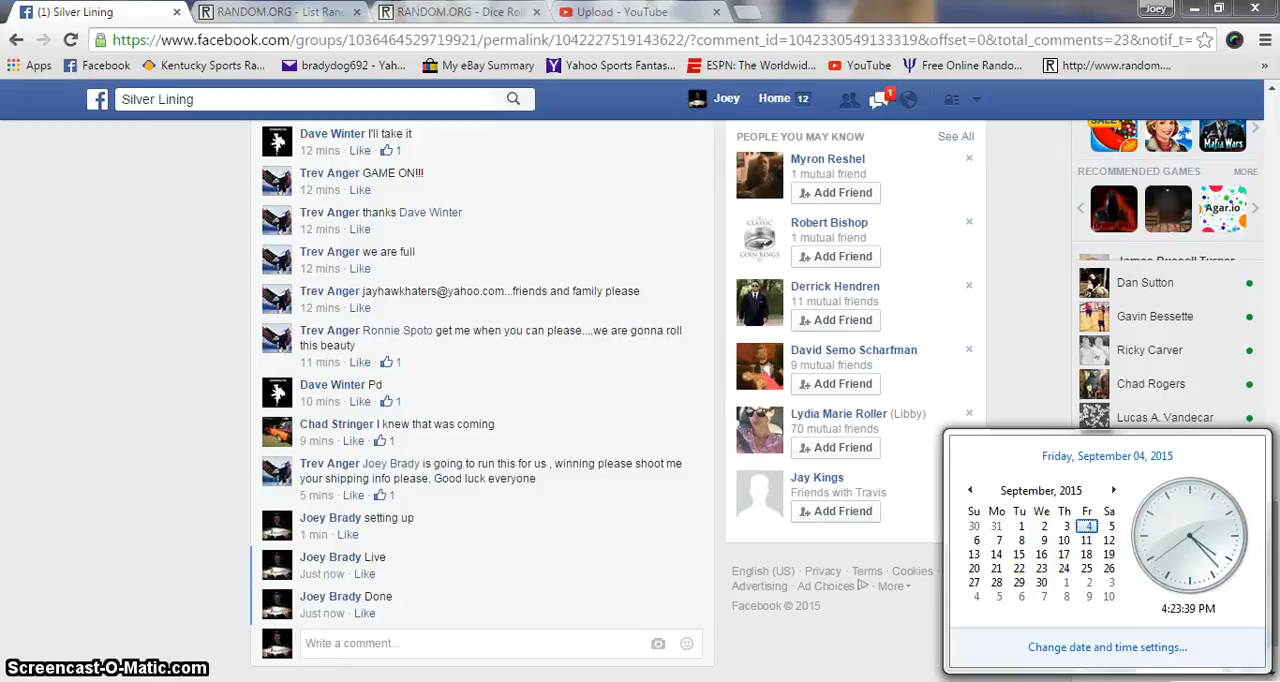 (1) Silver Lining
RANDOM.ORG - List Ran
RANDOM.ORG - Dice Roll
Upload - YouTube
Joey
https://www.facebook.com/groups/1036464529719921/permalink/1042227519143622/?comment_id=1042330549133319&offset=0&total_comments=23&notif_t=
Apps
Facebook
Kentucky Sports Ra...
bradydog692 - Yah...
My eBay Summary
Yahoo Sports Fantas...
ESPN: The Worldwid...
YouTube
Free Online Rando...
http://www.random....
»
Silver Lining
Joey
Home 12
1
Dave Winter I'll take it
12 mins · Like · 1
Trev Anger GAME ON!!!
12 mins · Like
Trev Anger thanks Dave Winter
12 mins · Like
Trev Anger we are full
12 mins · Like
Trev Anger jayhawkhaters@yahoo.com...friends and family please
12 mins · Like
Trev Anger Ronnie Spoto get me when you can please....we are gonna roll
this beauty
11 mins · Like · 1
Dave Winter Pd
10 mins · Like · 1
Chad Stringer I knew that was coming
9 mins · Like · 1
Trev Anger Joey Brady is going to run this for us , winning please shoot me
your shipping info please. Good luck everyone
5 mins · Like · 1
Joey Brady setting up
1 min · Like
Joey Brady Live
Just now · Like
Joey Brady Done
Just now · Like
Write a comment...
PEOPLE YOU MAY KNOW
See All
Myron Reshel
1 mutual friend
Add Friend
Robert Bishop
1 mutual friend
Add Friend
CLASSIC
COIN RINGS
Derrick Hendren
11 mutual friends
Add Friend
David Semo Scharfman
9 mutual friends
Add Friend
Lydia Marie Roller (Libby)
70 mutual friends
Add Friend
Jay Kings
Friends with Travis
Add Friend
English (US) · Privacy · Terms · Cookies ·
Advertising · Ad Choices · More
Facebook © 2015
SALE
Mafia Wars
RECOMMENDED GAMES
MORE
Agar.io
James Russell Turner
Dan Sutton
Gavin Bessette
Ricky Carver
Chad Rogers
Lucas A. Vandecar
Friday, September 04, 2015
September, 2015
Su Mo Tu We Th Fr Sa
30 31 1 2 3 4 5
6 7 8 9 10 11 12
13 14 15 16 17 18 19
20 21 22 23 24 25 26
27 28 29 30 1 2 3
4 5 6 7 8 9 10
4:23:39 PM
Change date and time settings...
Screencast-O-Matic.com